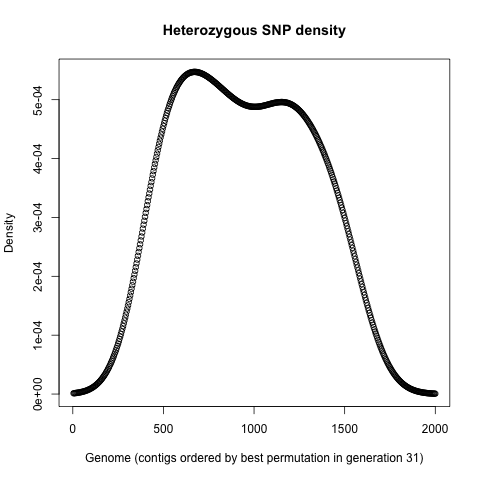 Heterozygous SNP density
Density
5e-04
4e-04
3e-04
2e-04
1e-04
0e+00
0 500 1000 1500 2000
Genome (contigs ordered by best permutation in generation 31)